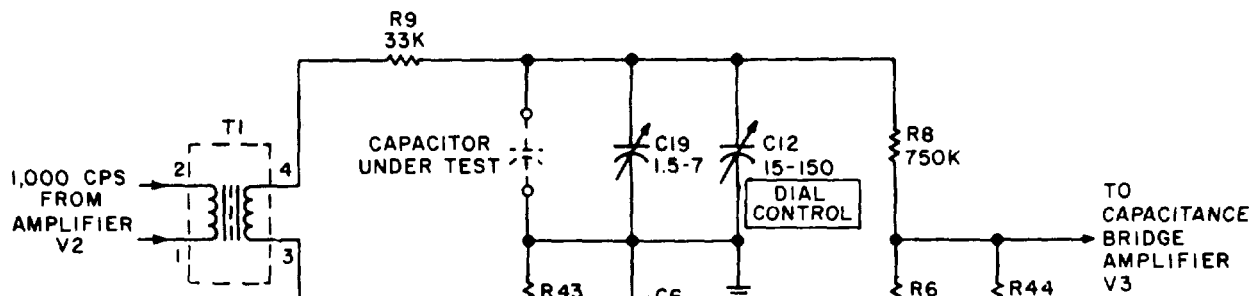 R9
33K
T1
2
4
1,000 CPS
FROM
AMPLIFIER
V2
1
3
CAPACITOR
UNDER TEST
C19
1.5-7
C12
15-150
DIAL
CONTROL
R8
750K
TO
CAPACITANCE
BRIDGE
AMPLIFIER
V3
R43
C6
R6
R44